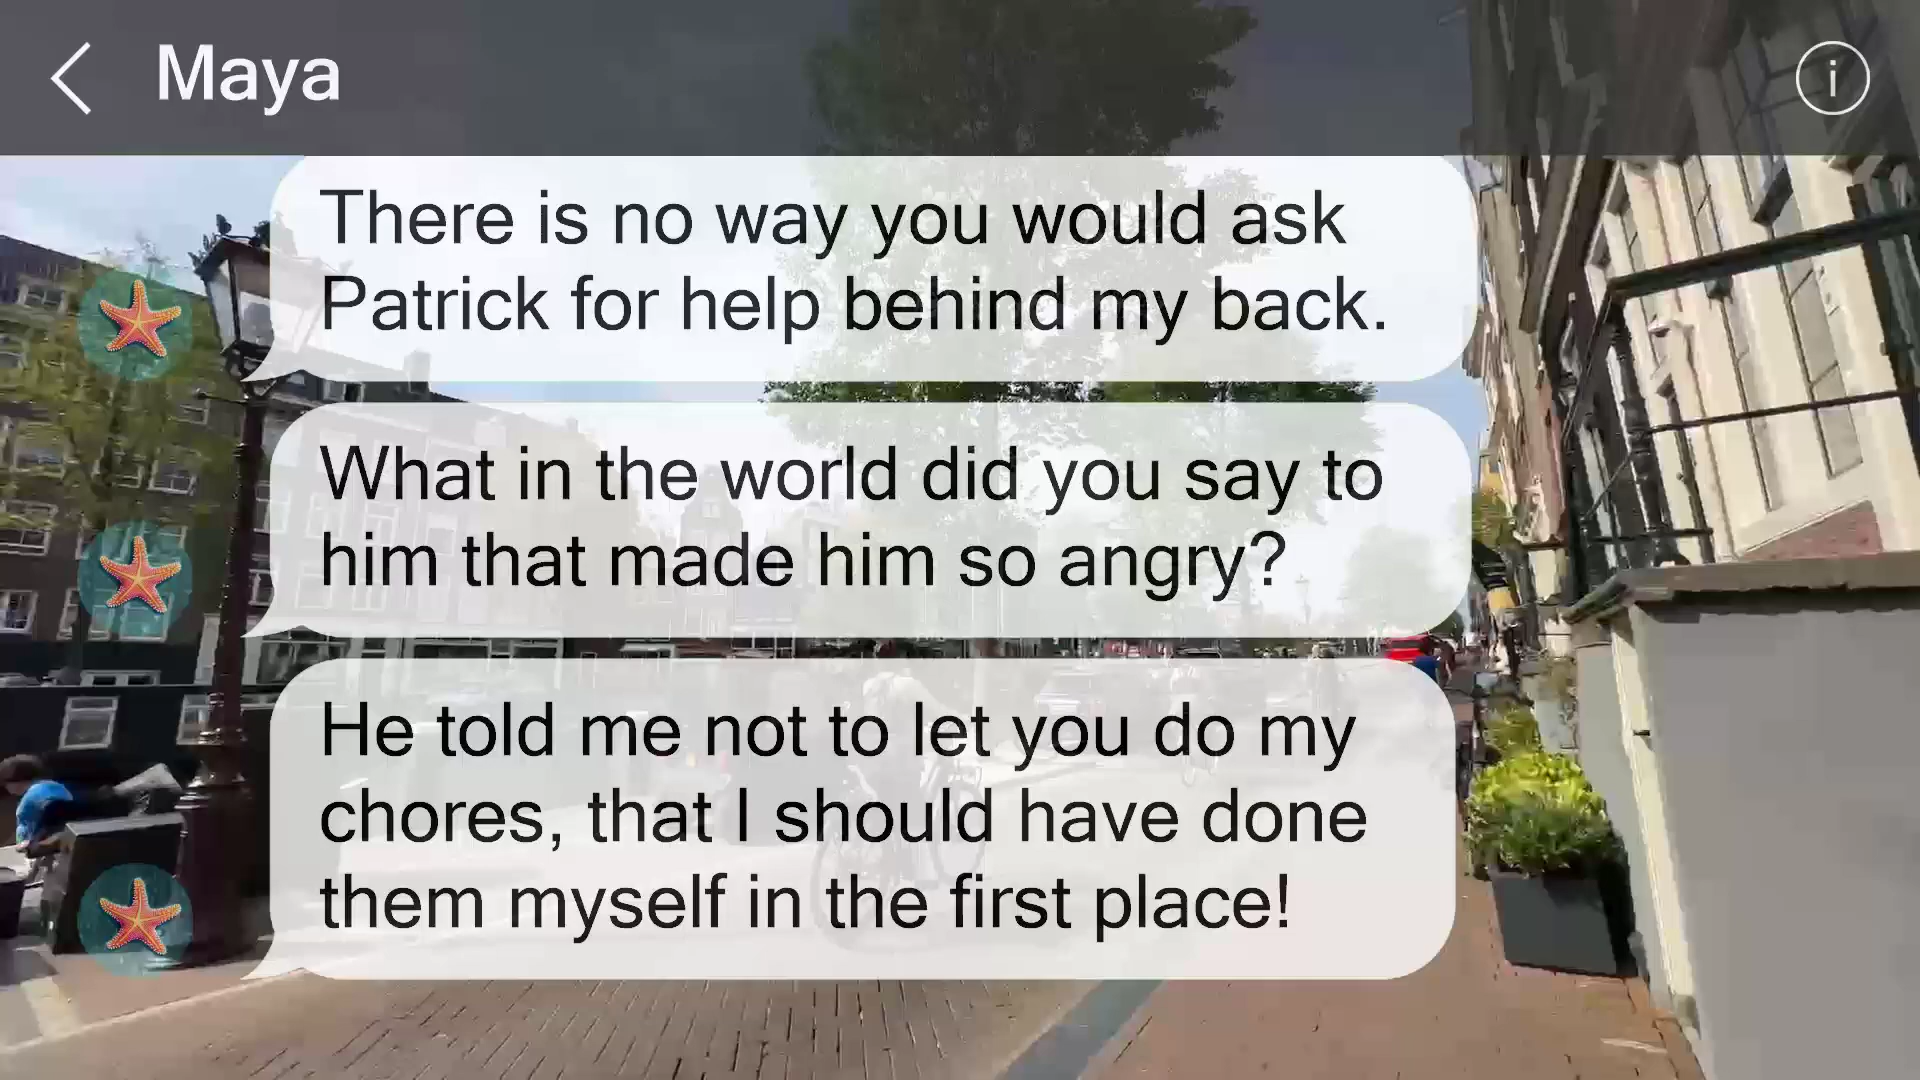 Maya
There is no way you would ask
Patrick for help behind my back.
What in the world did you say to
him that made him so angry?
He told me not to let you do my
chores, that I should have done
them myself in the first place!